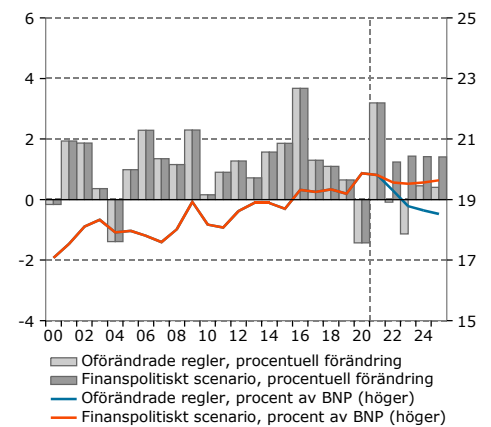 6 25
4 23
2 21
0 19
-2 17
-4 15
00 02 04 06 08 10 12 14 16 18 20 22 24
Oförändrade regler, procentuell förändring
Finanspolitiskt scenario, procentuell förändring
Oförändrade regler, procent av BNP (höger)
Finanspolitiskt scenario, procent av BNP (höger)